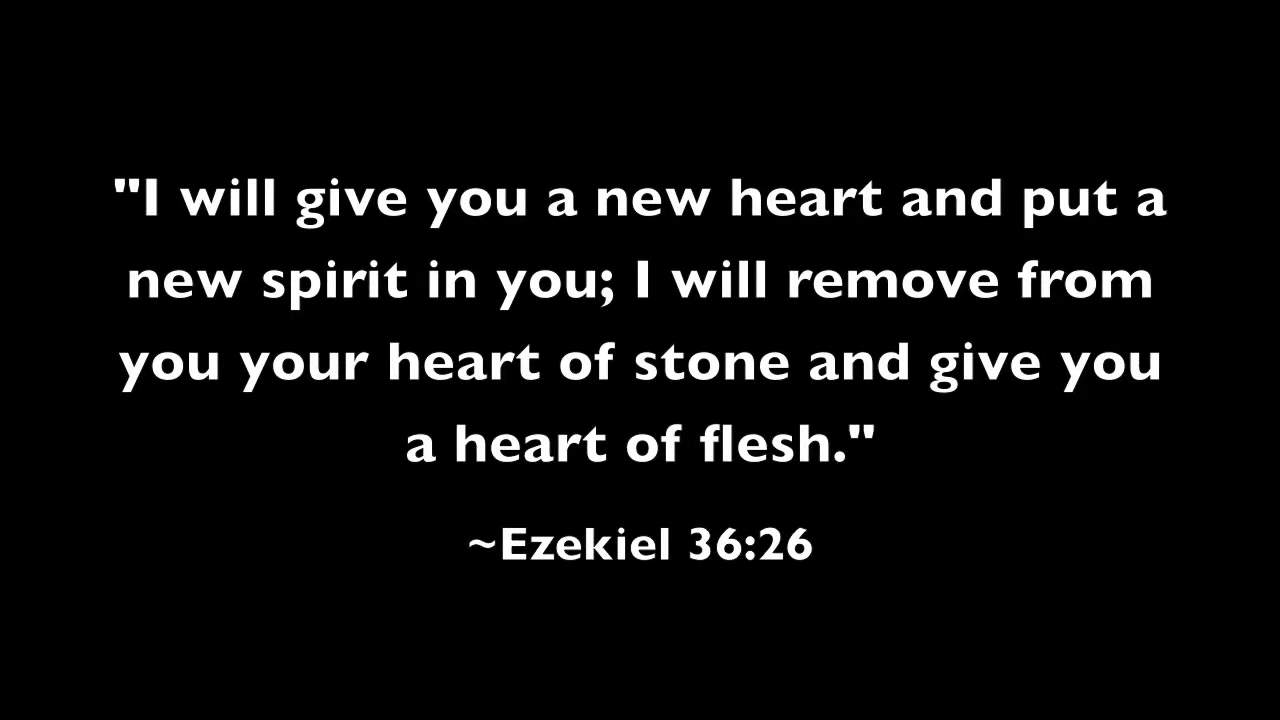 "I will give you a new heart and put a
new spirit in you; I will remove from
you your heart of stone and give you
a heart of flesh."
~Ezekiel 36:26